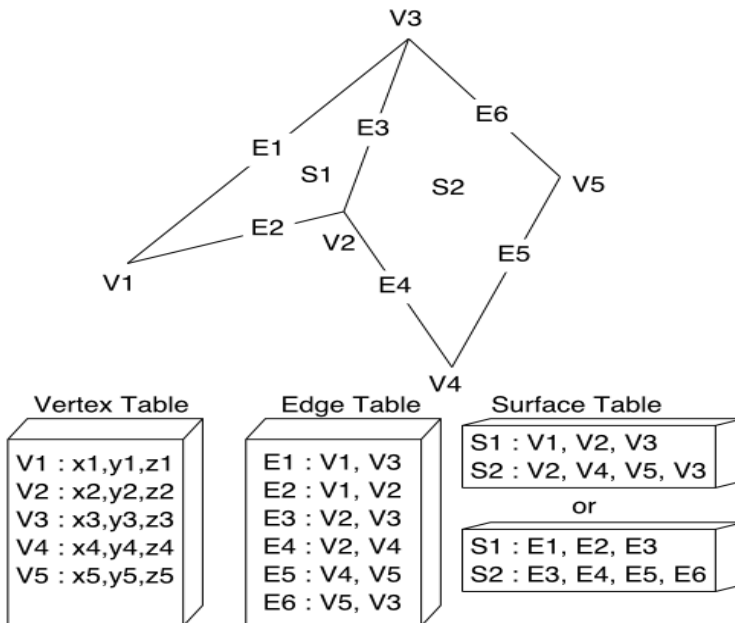 V3
E6
E3
E1
S1
S2
V5
E2
V2
E5
V1
E4
V4
Vertex Table
V1 : x1,y1,z1
V2 : x2,y2,z2
V3 : x3,y3,z3
V4 : x4,y4,z4
V5 : x5,y5,z5
Edge Table
E1 : V1, V3
E2 : V1, V2
E3 : V2, V3
E4 : V2, V4
E5 : V4, V5
E6 : V5, V3
Surface Table
S1 : V1, V2, V3
S2 : V2, V4, V5, V3
or
S1 : E1, E2, E3
S2 : E3, E4, E5, E6